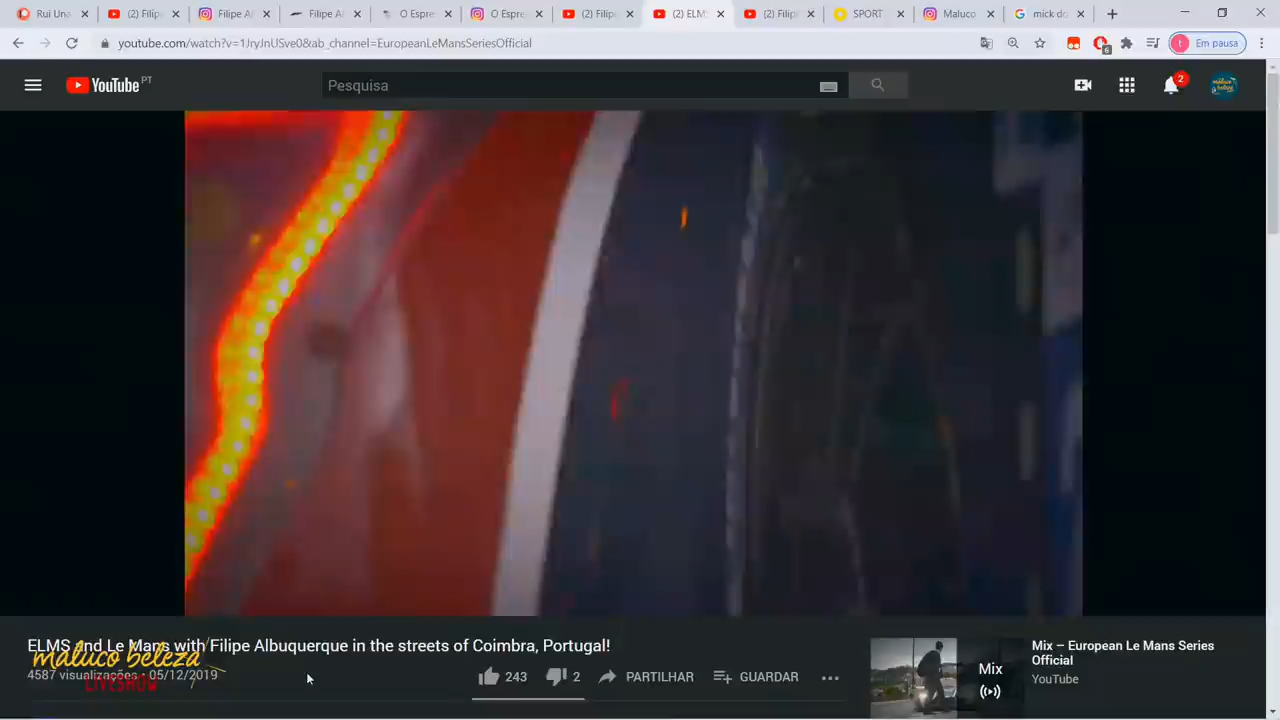 Rui Una
(2) Filip
Filipe Al
Filipe Al
O Espre
O Espre
(2) Filip
(2) ELM
(2) Filip
SPORT
Maluco
mick do
youtube.com/watch?v=1JryJnUSve08&ab_channel=EuropeanLeMansSeriesOfficial
6
t
Em pausa
YouTube PT
Pesquisa
2
ELMS and Le Mans with Filipe Albuquerque in the streets of Coimbra, Portugal!
maluco beleza
LIVESHOW
4587 visualizações · 05/12/2019
243
2
PARTILHAR
GUARDAR
Mix
Mix – European Le Mans Series Official
YouTube